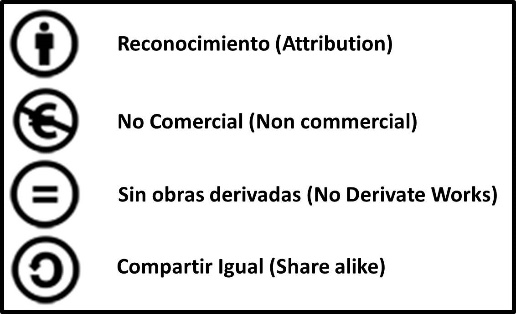 Reconocimiento (Attribution)
No Comercial (Non commercial)
Sin obras derivadas (No Derivate Works)
Compartir Igual (Share alike)